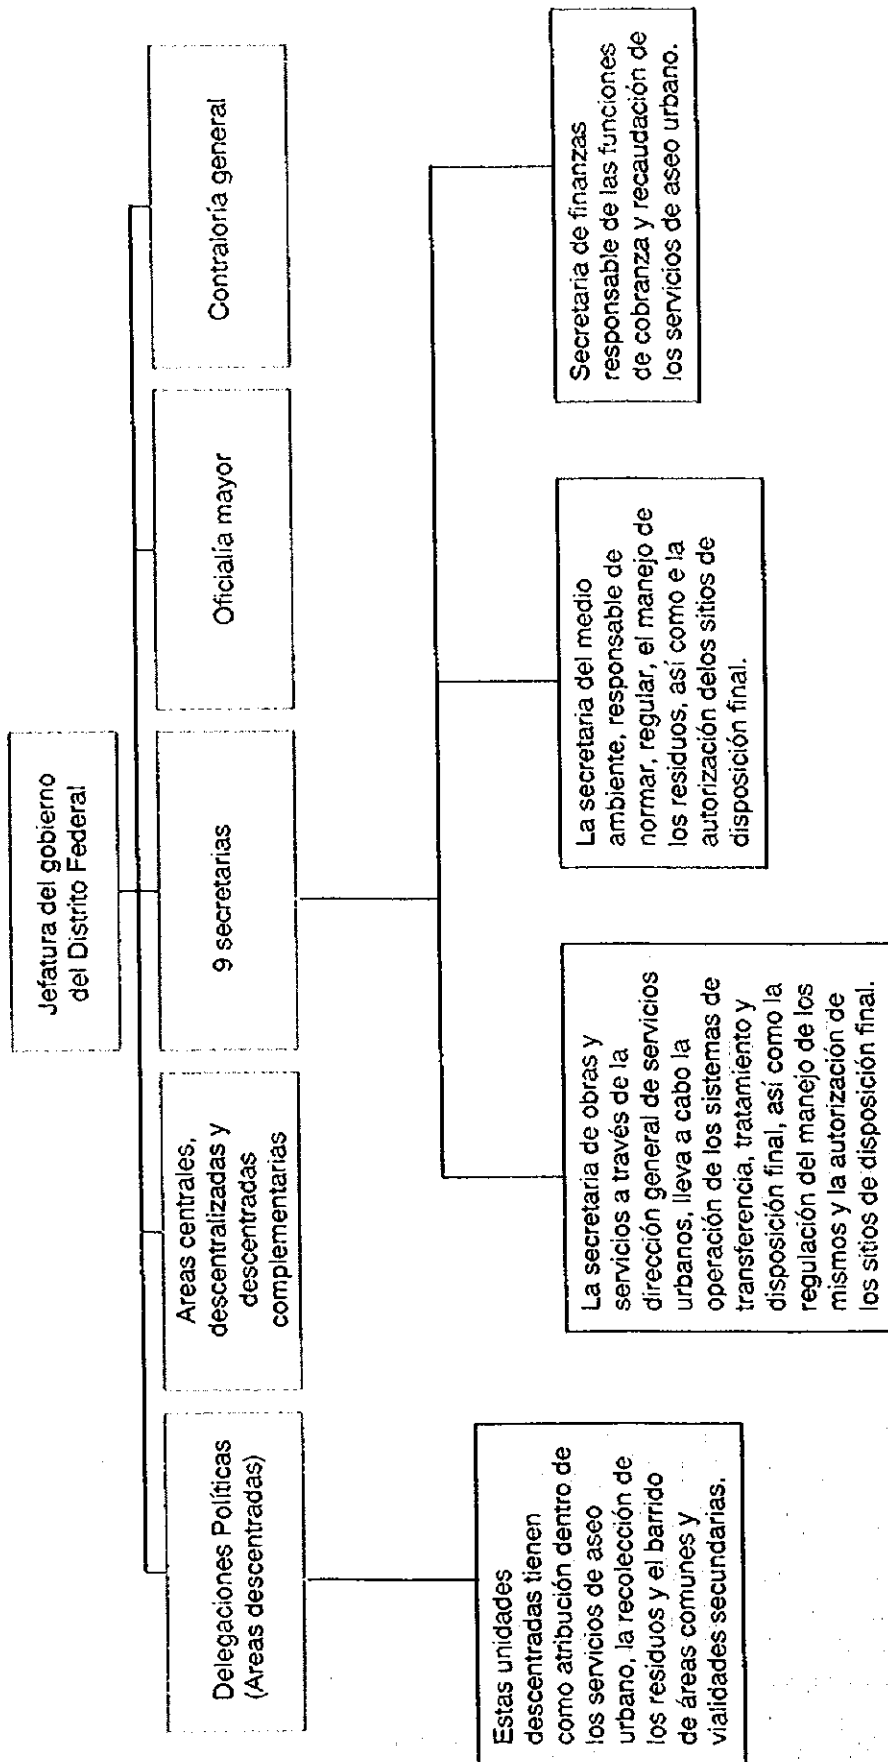 Jefatura del gobierno
del Distrito Federal
Delegaciones Políticas
(Areas descentradas)
Areas centrales,
descentralizadas y
descentradas
complementarias
9 secretarias
Oficialía mayor
Contraloría general
Estas unidades
descentradas tienen
como atribución dentro de
los servicios de aseo
urbano, la recolección de
los residuos y el barrido
de áreas comunes y
vialidades secundarias.
La secretaria de obras y
servicios a través de la
dirección general de servicios
urbanos, lleva a cabo la
operación de los sistemas de
transferencia, tratamiento y
disposición final, así como la
regulación del manejo de los
mismos y la autorización de
los sitios de disposición final.
La secretaria del medio
ambiente, responsable de
normar, regular, el manejo de
los residuos, así como e la
autorización delos sitios de
disposición final.
Secretaria de finanzas
responsable de las funciones
de cobranza y recaudación de
los servicios de aseo urbano.